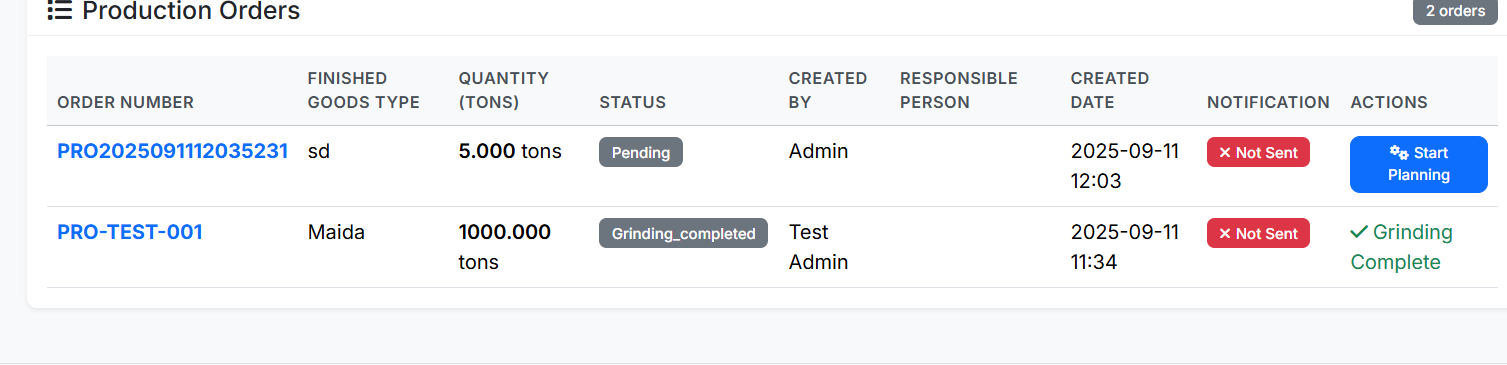 Production Orders
2 orders
ORDER NUMBER
FINISHED
GOODS TYPE
QUANTITY
(TONS)
STATUS
CREATED
BY
RESPONSIBLE
PERSON
CREATED
DATE
NOTIFICATION
ACTIONS
PRO2025091112035231
sd
5.000 tons
Pending
Admin
2025-09-11
12:03
Not Sent
Start
Planning
PRO-TEST-001
Maida
1000.000
tons
Grinding_completed
Test
Admin
2025-09-11
11:34
Not Sent
Grinding
Complete